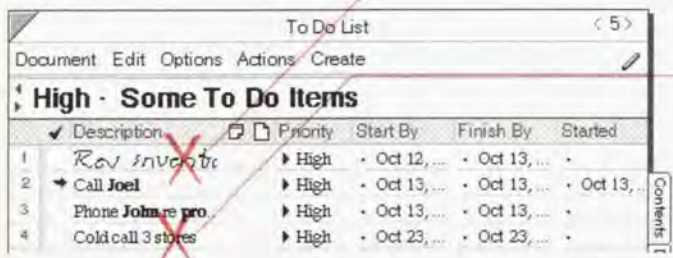 To Do List < 5 >
Document Edit Options Actions Create
High · Some To Do Items
✓ Description Priority Start By Finish By Started
1 Rev ▸ High · Oct 12, ... · Oct 13, ... ·
2 ➜ Call Joel ▸ High · Oct 13, ... · Oct 13, ... · Oct 13, ...
3 Phone John re pro.. ▸ High · Oct 13, ... · Oct 13, ... ·
4 Cold call 3 stores ▸ High · Oct 23, ... · Oct 23, ... ·
Contents